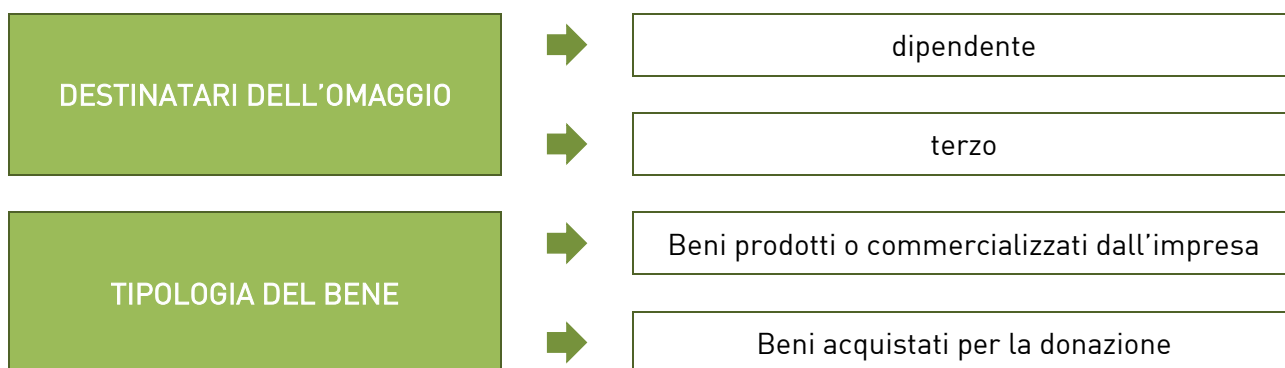 DESTINATARI DELL’OMAGGIO
dipendente
terzo
TIPOLOGIA DEL BENE
Beni prodotti o commercializzati dall’impresa
Beni acquistati per la donazione